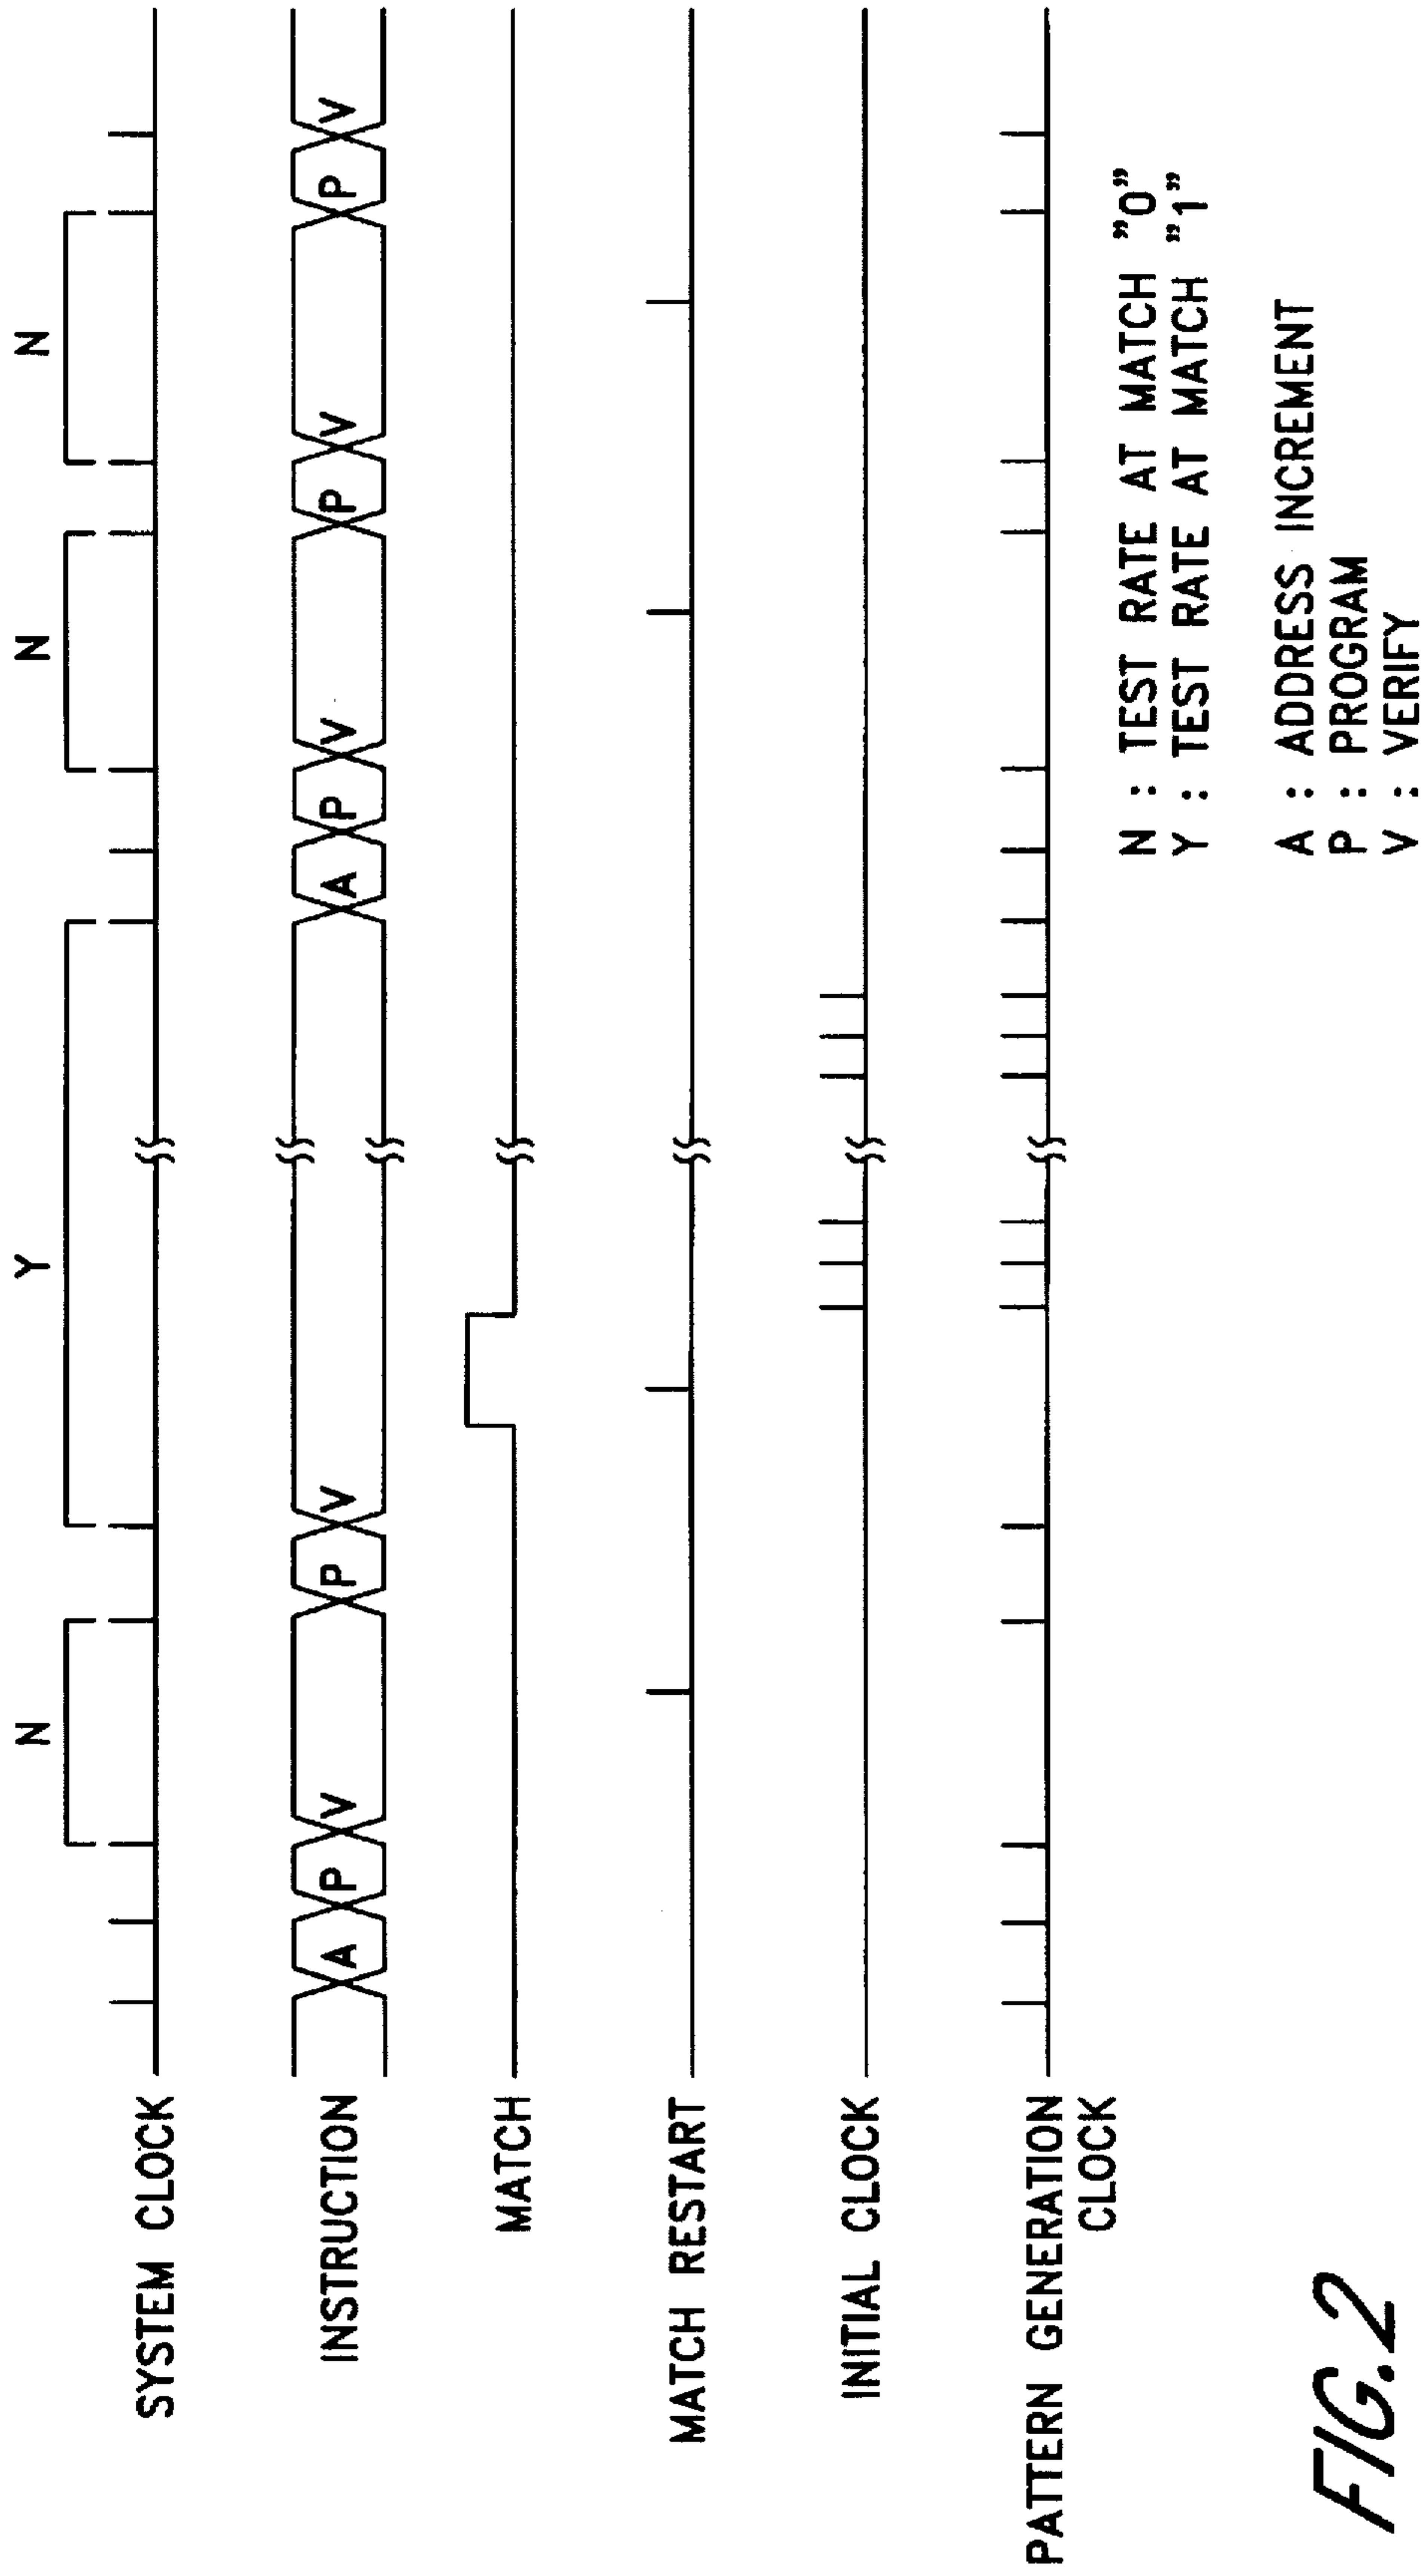 N Y N N
SYSTEM CLOCK
INSTRUCTION A P V P V A P V P V P V
MATCH
MATCH RESTART
INITIAL CLOCK
PATTERN GENERATION
CLOCK
N : TEST RATE AT MATCH "0"
Y : TEST RATE AT MATCH "1"
A : ADDRESS INCREMENT
P : PROGRAM
V : VERIFY
FIG.2